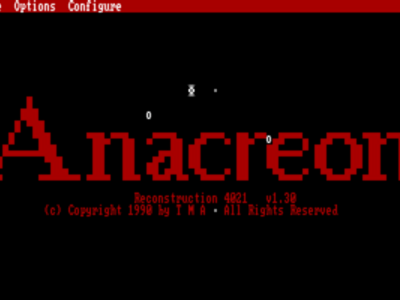 Options Configure
Anacreon
Reconstruction 4021 v1.30
(c) Copyright 1990 by T M A • All Rights Reserved